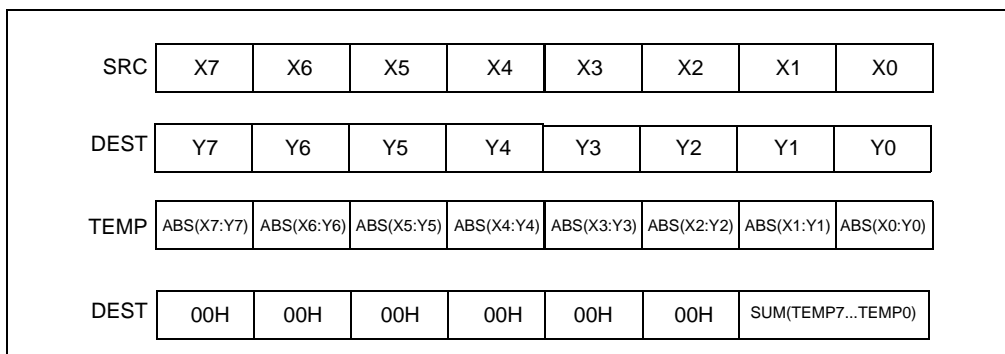 SRC X7 X6 X5 X4 X3 X2 X1 X0
DEST Y7 Y6 Y5 Y4 Y3 Y2 Y1 Y0
TEMP ABS(X7:Y7) ABS(X6:Y6) ABS(X5:Y5) ABS(X4:Y4) ABS(X3:Y3) ABS(X2:Y2) ABS(X1:Y1) ABS(X0:Y0)
DEST 00H 00H 00H 00H 00H 00H SUM(TEMP7...TEMP0)